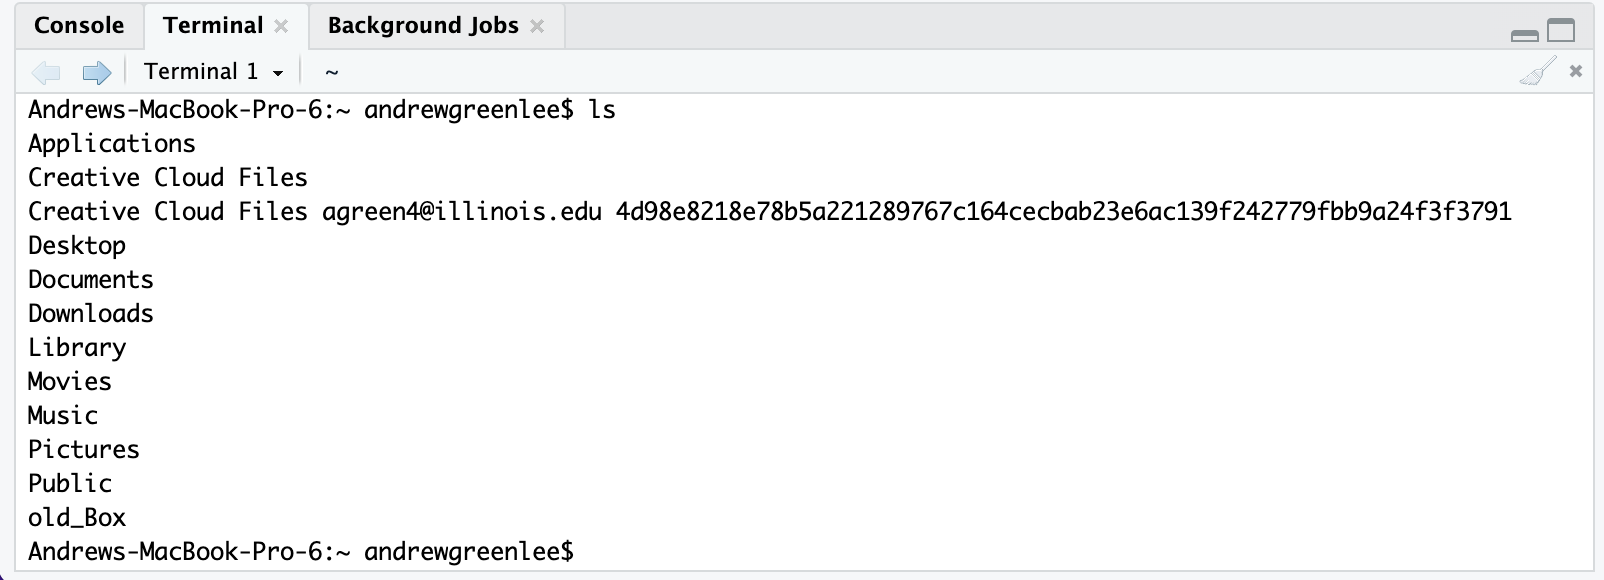 Console Terminal Background Jobs
Terminal 1 ~
Andrews-MacBook-Pro-6:~ andrewgreenlee$ ls
Applications
Creative Cloud Files
Creative Cloud Files agreen4@illinois.edu 4d98e8218e78b5a221289767c164cecbab23e6ac139f242779fbb9a24f3f3791
Desktop
Documents
Downloads
Library
Movies
Music
Pictures
Public
old_Box
Andrews-MacBook-Pro-6:~ andrewgreenlee$